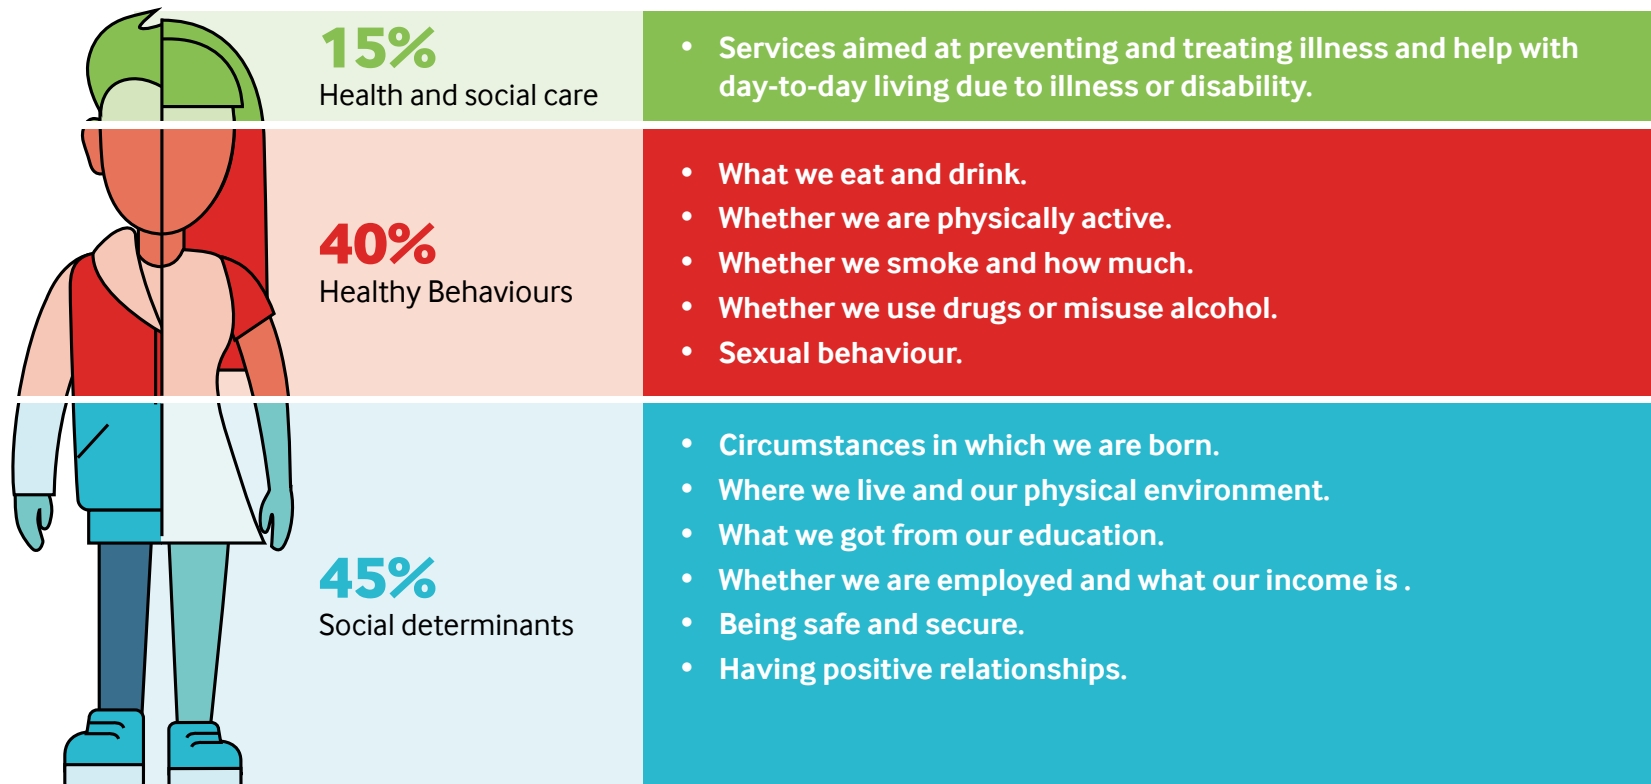 15%
Health and social care
• Services aimed at preventing and treating illness and help with
day-to-day living due to illness or disability.
40%
Healthy Behaviours
• What we eat and drink.
• Whether we are physically active.
• Whether we smoke and how much.
• Whether we use drugs or misuse alcohol.
• Sexual behaviour.
45%
Social determinants
• Circumstances in which we are born.
• Where we live and our physical environment.
• What we got from our education.
• Whether we are employed and what our income is .
• Being safe and secure.
• Having positive relationships.